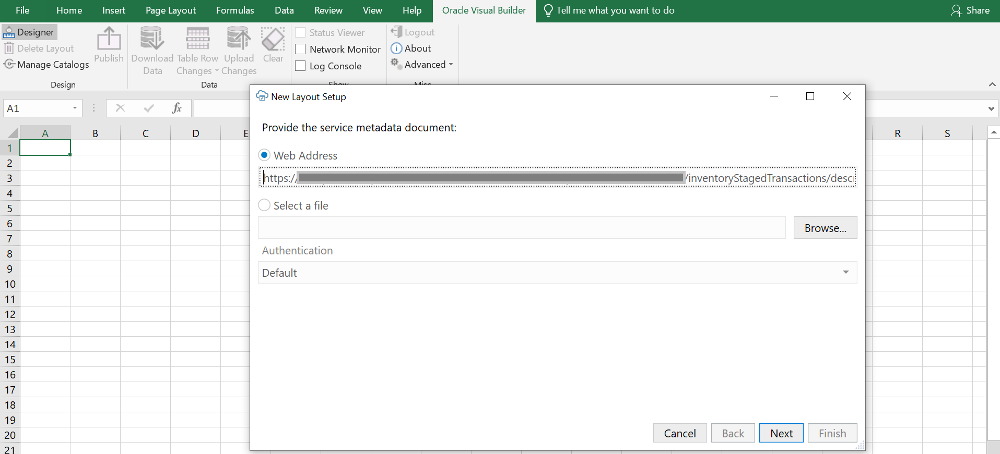 File Home Insert Page Layout Formulas Data Review View Help Oracle Visual Builder Tell me what you want to do Share
Designer
Delete Layout
Manage Catalogs
Design
Publish
Download Data
Table Row Changes
Upload Changes
Clear
Data
Status Viewer
Network Monitor
Log Console
Show
Logout
About
Advanced
Misc
A1 fx
A B C D E R S
1
2
3
4
5
6
7
8
9
10
11
12
13
14
15
16
17
18
19
20
21
New Layout Setup
Provide the service metadata document:
Web Address
https:// /inventoryStagedTransactions/desc
Select a file
Browse...
Authentication
Default
Cancel Back Next Finish